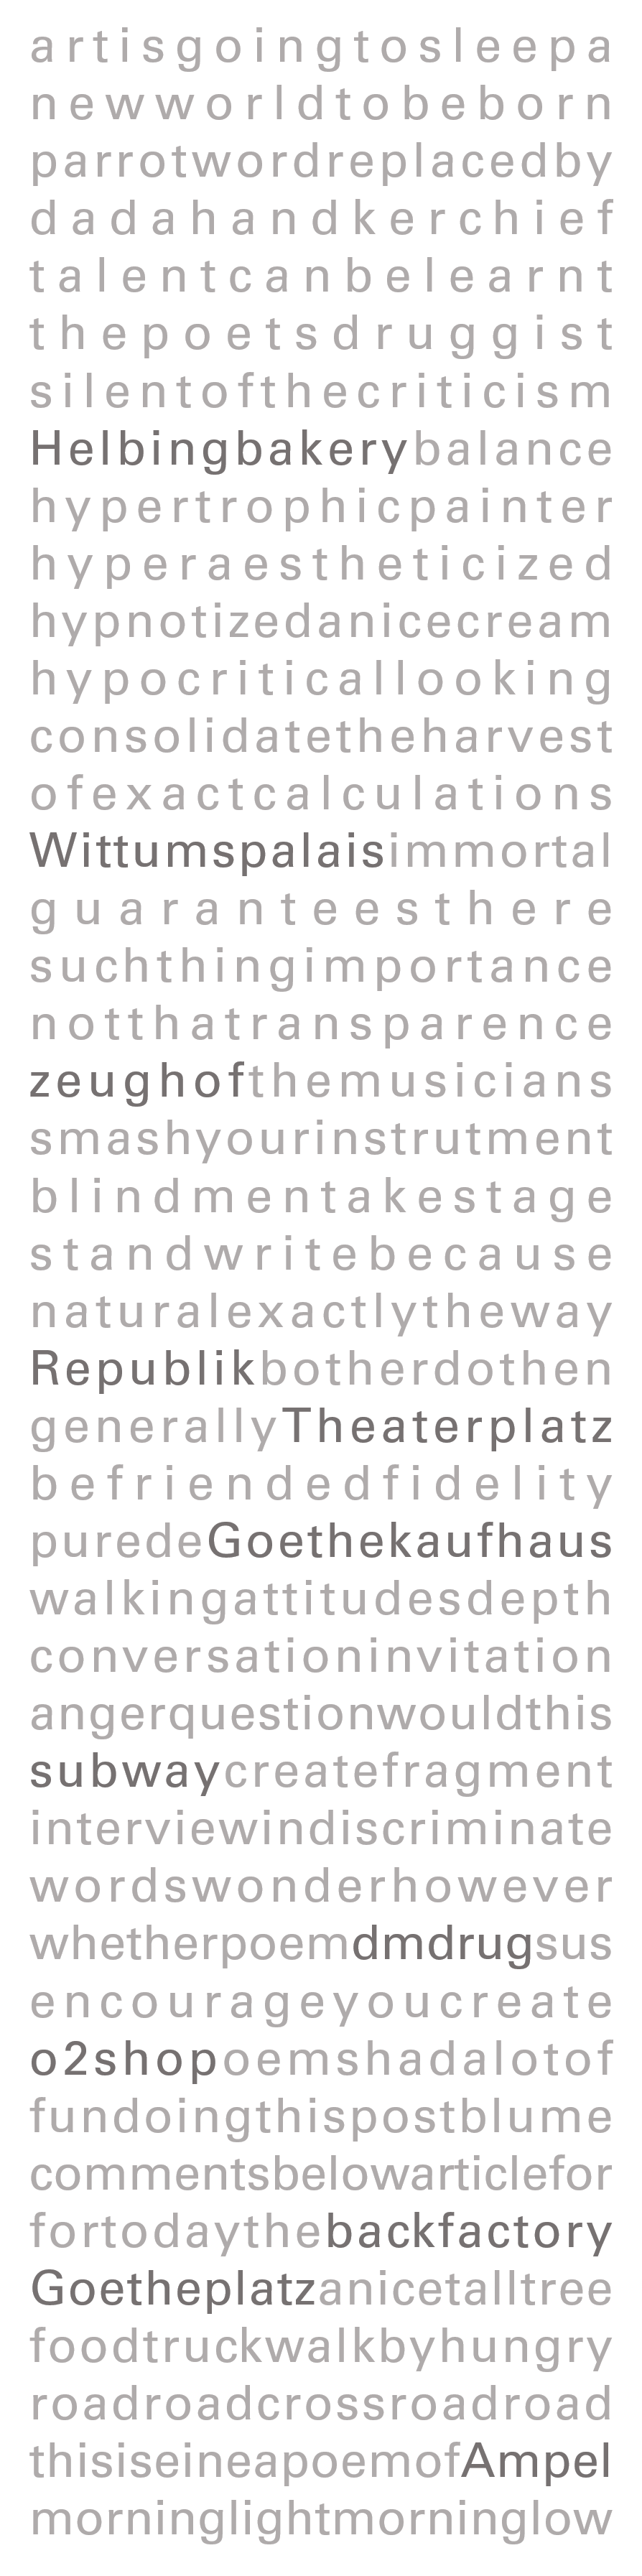 artisgoingtosleepa
newworldtobeborn
parrotwordreplacedby
dadahandkerchief
talentcanbelearnt
thepoetsdruggist
silentofthecriticism
Helbingbakerybalance
hypertrophicpainter
hyperaestheticized
hypnotizedanicecream
hypocriticallooking
consolidatetheharvest
ofexactcalculations
Wittumspalaisimmortal
guaranteesthere
suchthingimportance
notthatransparence
zeughofthemusicians
smashyourinstrutment
blindmentakestage
standwritebecause
naturalexactlytheway
Republikbotherdothen
generallyTheaterplatz
befriendedfidelity
puredeGoethekaufhaus
walkingattitudesdepth
conversationinvitation
angerquestionwouldthis
subwaycreatefragment
interviewindiscriminate
wordswonderhowever
whetherpoemdmdrugsus
encourageyoucreate
o2shopoemshadalotof
fundoingthispostblume
commentsbelowarticlefor
fortodaythebackfactory
Goetheplatzanicetalltree
foodtruckwalkbyhungry
roadroadcrossroadroad
thisiseineapoemofAmpel
morninglightmorninglow